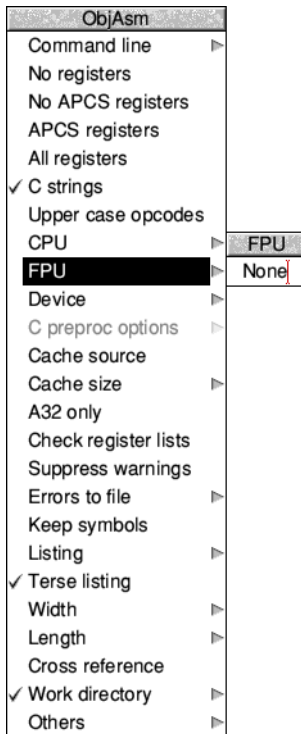 ObjAsm
Command line
No registers
No APCS registers
APCS registers
All registers
C strings
Upper case opcodes
CPU
FPU
FPU
None
Device
C preproc options
Cache source
Cache size
A32 only
Check register lists
Suppress warnings
Errors to file
Keep symbols
Listing
Terse listing
Width
Length
Cross reference
Work directory
Others